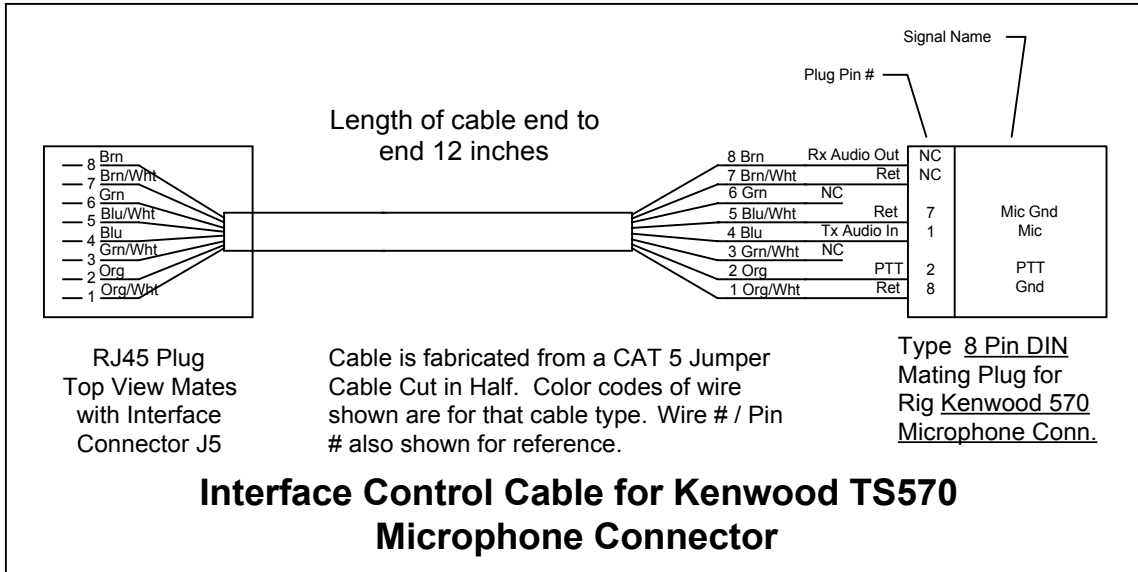 Signal Name
Plug Pin #
Length of cable end to
end 12 inches
8 Brn
7 Brn/Wht
6 Grn
5 Blu/Wht
4 Blu
3 Grn/Wht
2 Org
1 Org/Wht
8 Brn Rx Audio Out NC
7 Brn/Wht Ret NC
6 Grn NC
5 Blu/Wht Ret 7 Mic Gnd
4 Blu Tx Audio In 1 Mic
3 Grn/Wht NC
2 Org PTT 2 PTT
1 Org/Wht Ret 8 Gnd
RJ45 Plug
Top View Mates
with Interface
Connector J5
Cable is fabricated from a CAT 5 Jumper
Cable Cut in Half. Color codes of wire
shown are for that cable type. Wire # / Pin
# also shown for reference.
Type 8 Pin DIN
Mating Plug for
Rig Kenwood 570
Microphone Conn.
Interface Control Cable for Kenwood TS570
Microphone Connector